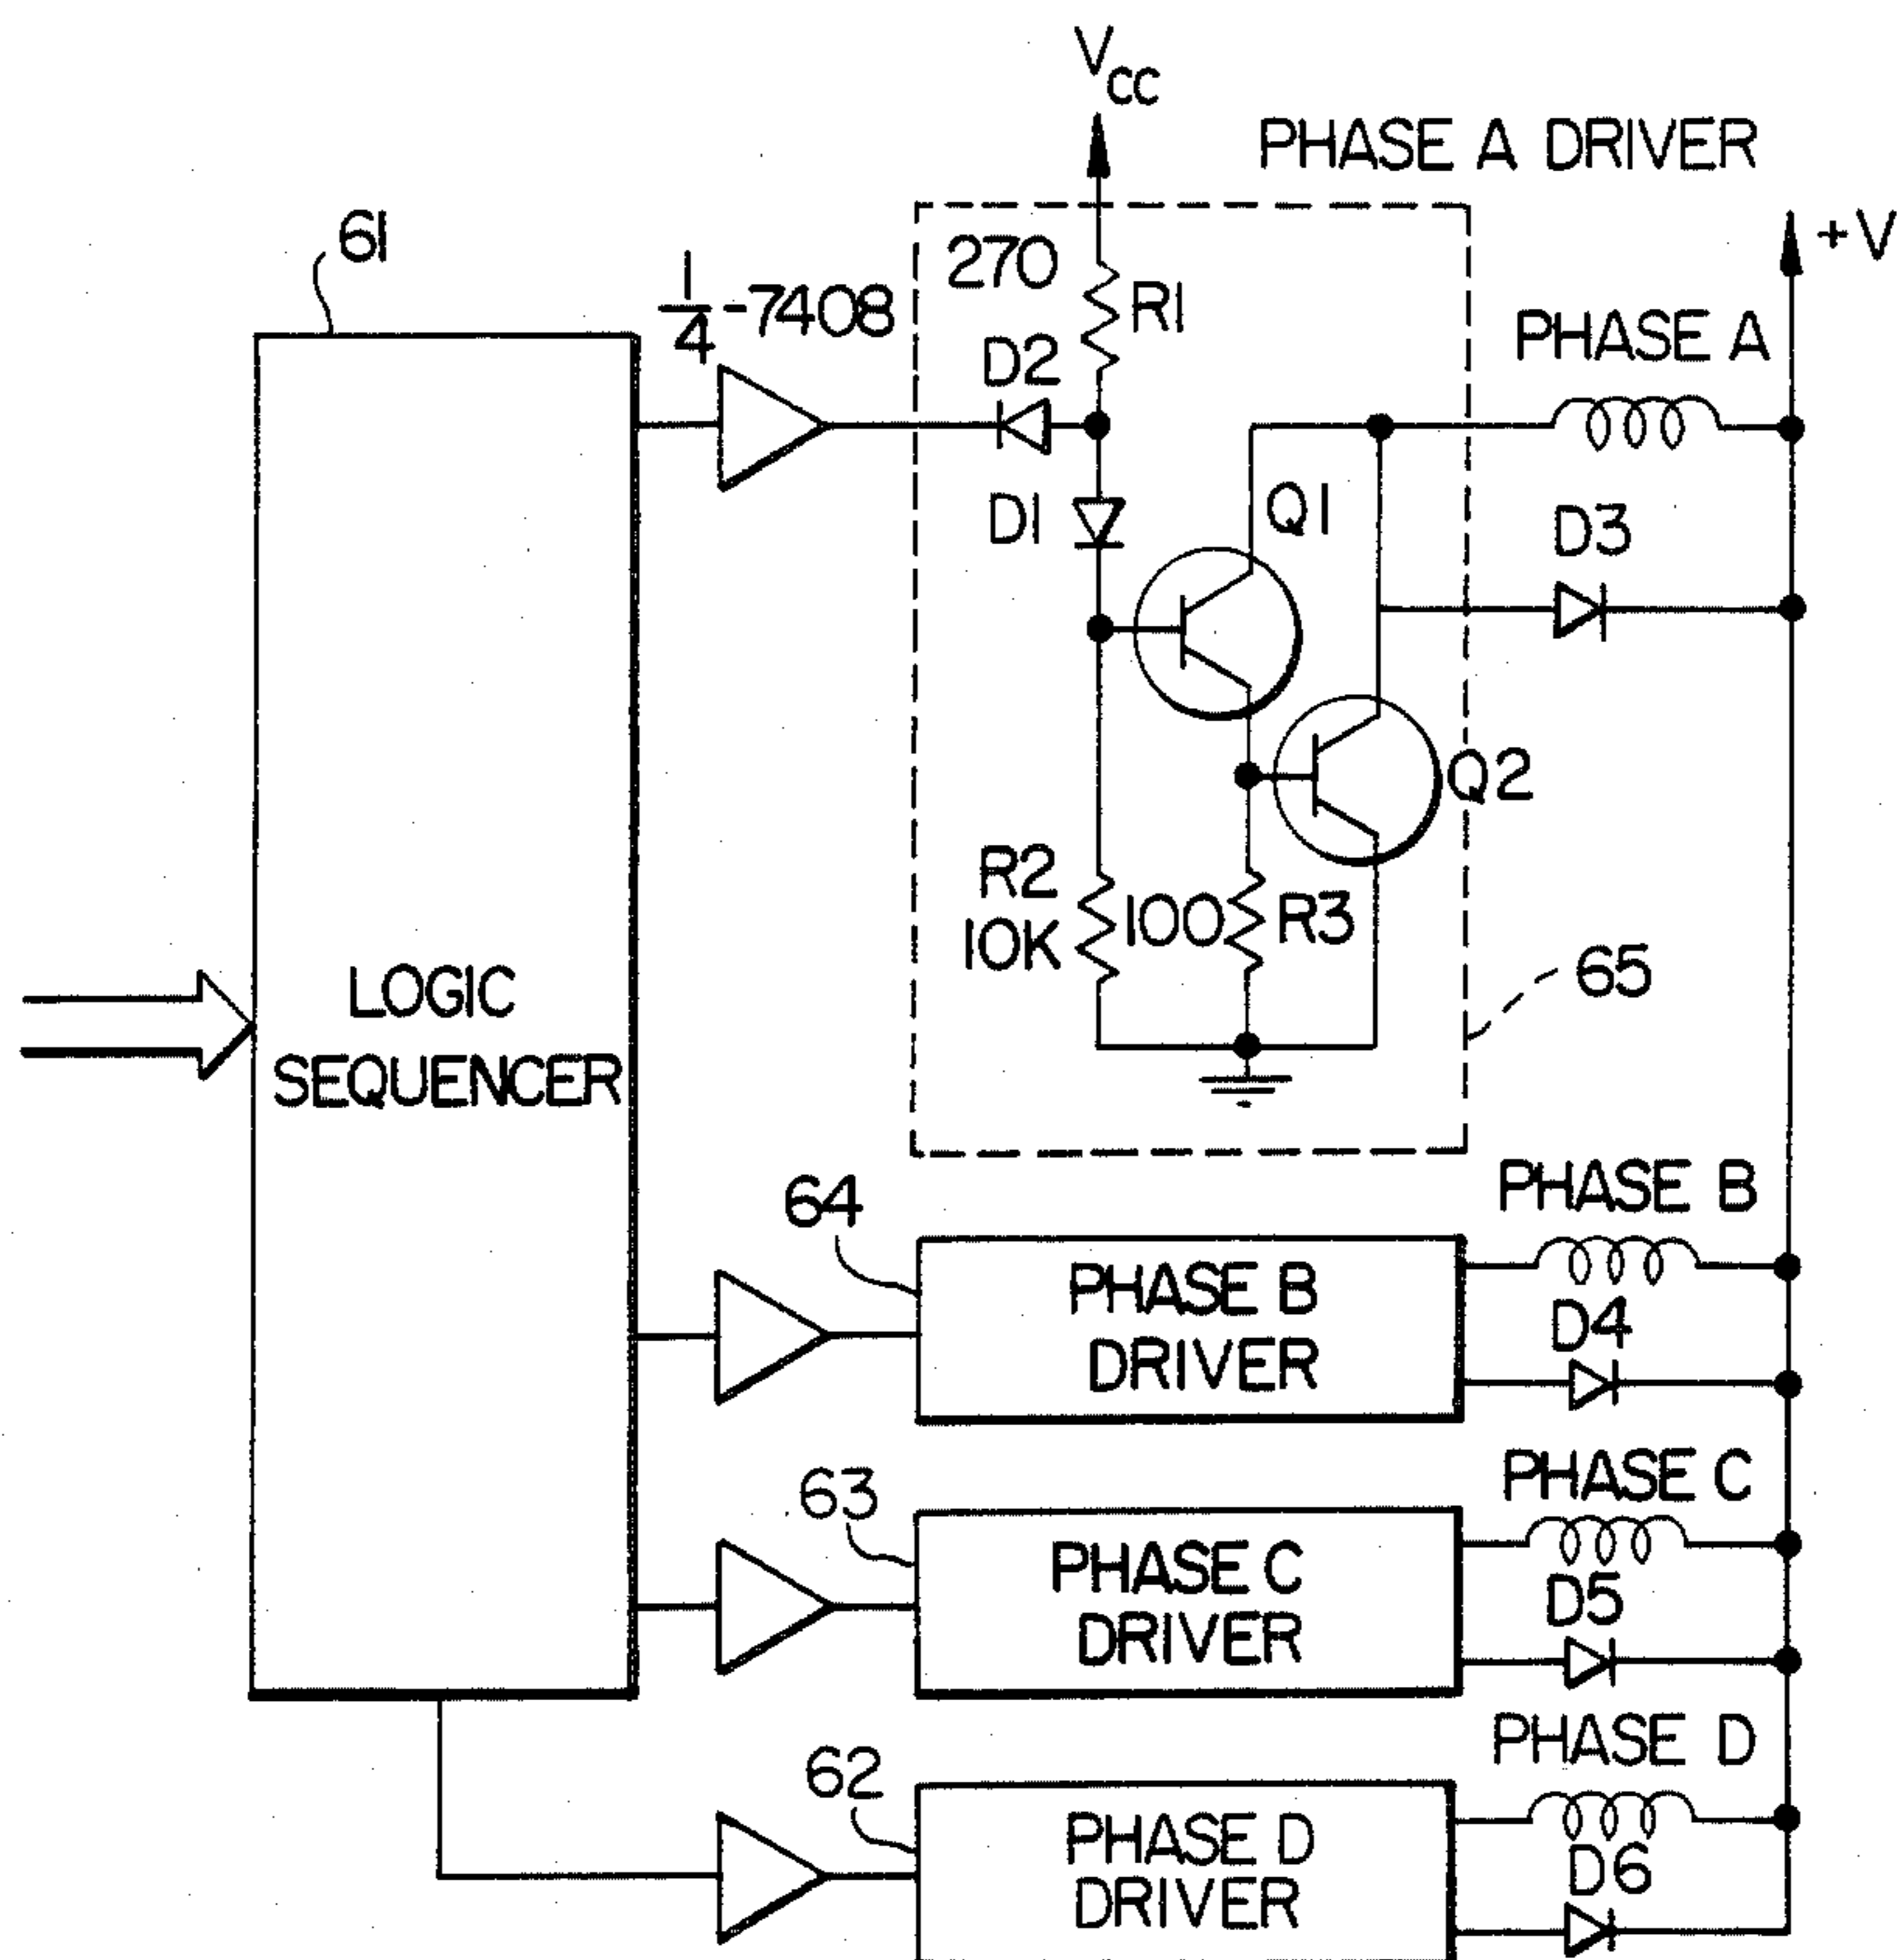 VCC
PHASE A DRIVER
+V
61
1/4-7408
270
R1
PHASE A
D2
D1
Q1
D3
Q2
R2
10K
100
R3
65
LOGIC
SEQUENCER
PHASE B
64
PHASE B
DRIVER
D4
PHASE C
63
PHASE C
DRIVER
D5
PHASE D
62
PHASE D
DRIVER
D6